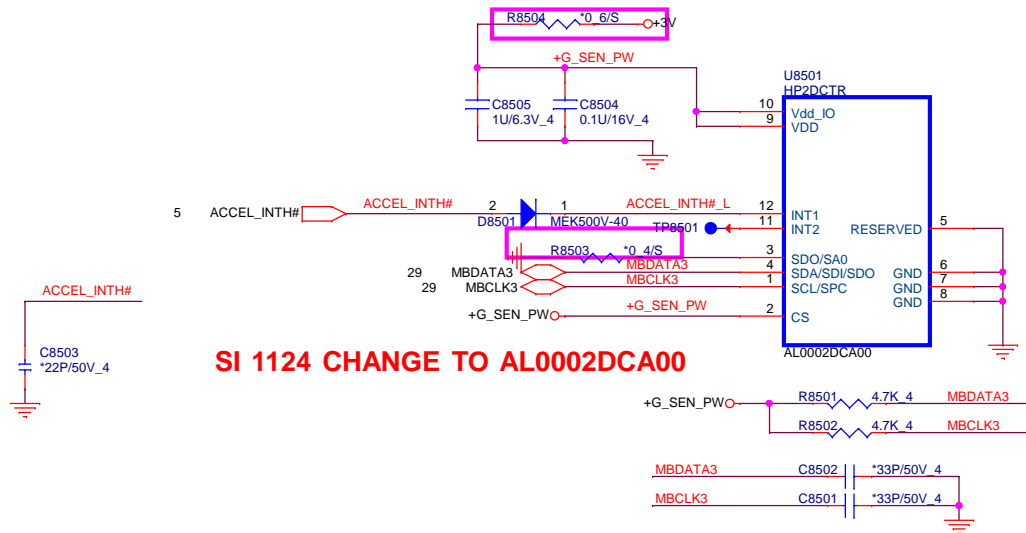 R8504 *0_6/S +3V
+G_SEN_PW
C8505 1U/6.3V_4
C8504 0.1U/16V_4
U8501
HP2DCTR
10 Vdd_IO
9 VDD
5 ACCEL_INTH# ACCEL_INTH# 2 D8501 1 MEK500V-40 ACCEL_INTH#_L 12 INT1
TP8501 11 INT2
RESERVED 5
R8503 *0_4/S 3 SDO/SA0
29 MBDATA3 MBDATA3 4 SDA/SDI/SDO
GND 6
29 MBCLK3 MBCLK3 1 SCL/SPC
GND 7
GND 8
+G_SEN_PW +G_SEN_PW 2 CS
AL0002DCA00
ACCEL_INTH#
C8503
*22P/50V_4
SI 1124 CHANGE TO AL0002DCA00
+G_SEN_PW R8501 4.7K_4 MBDATA3
R8502 4.7K_4 MBCLK3
MBDATA3 C8502 *33P/50V_4
MBCLK3 C8501 *33P/50V_4